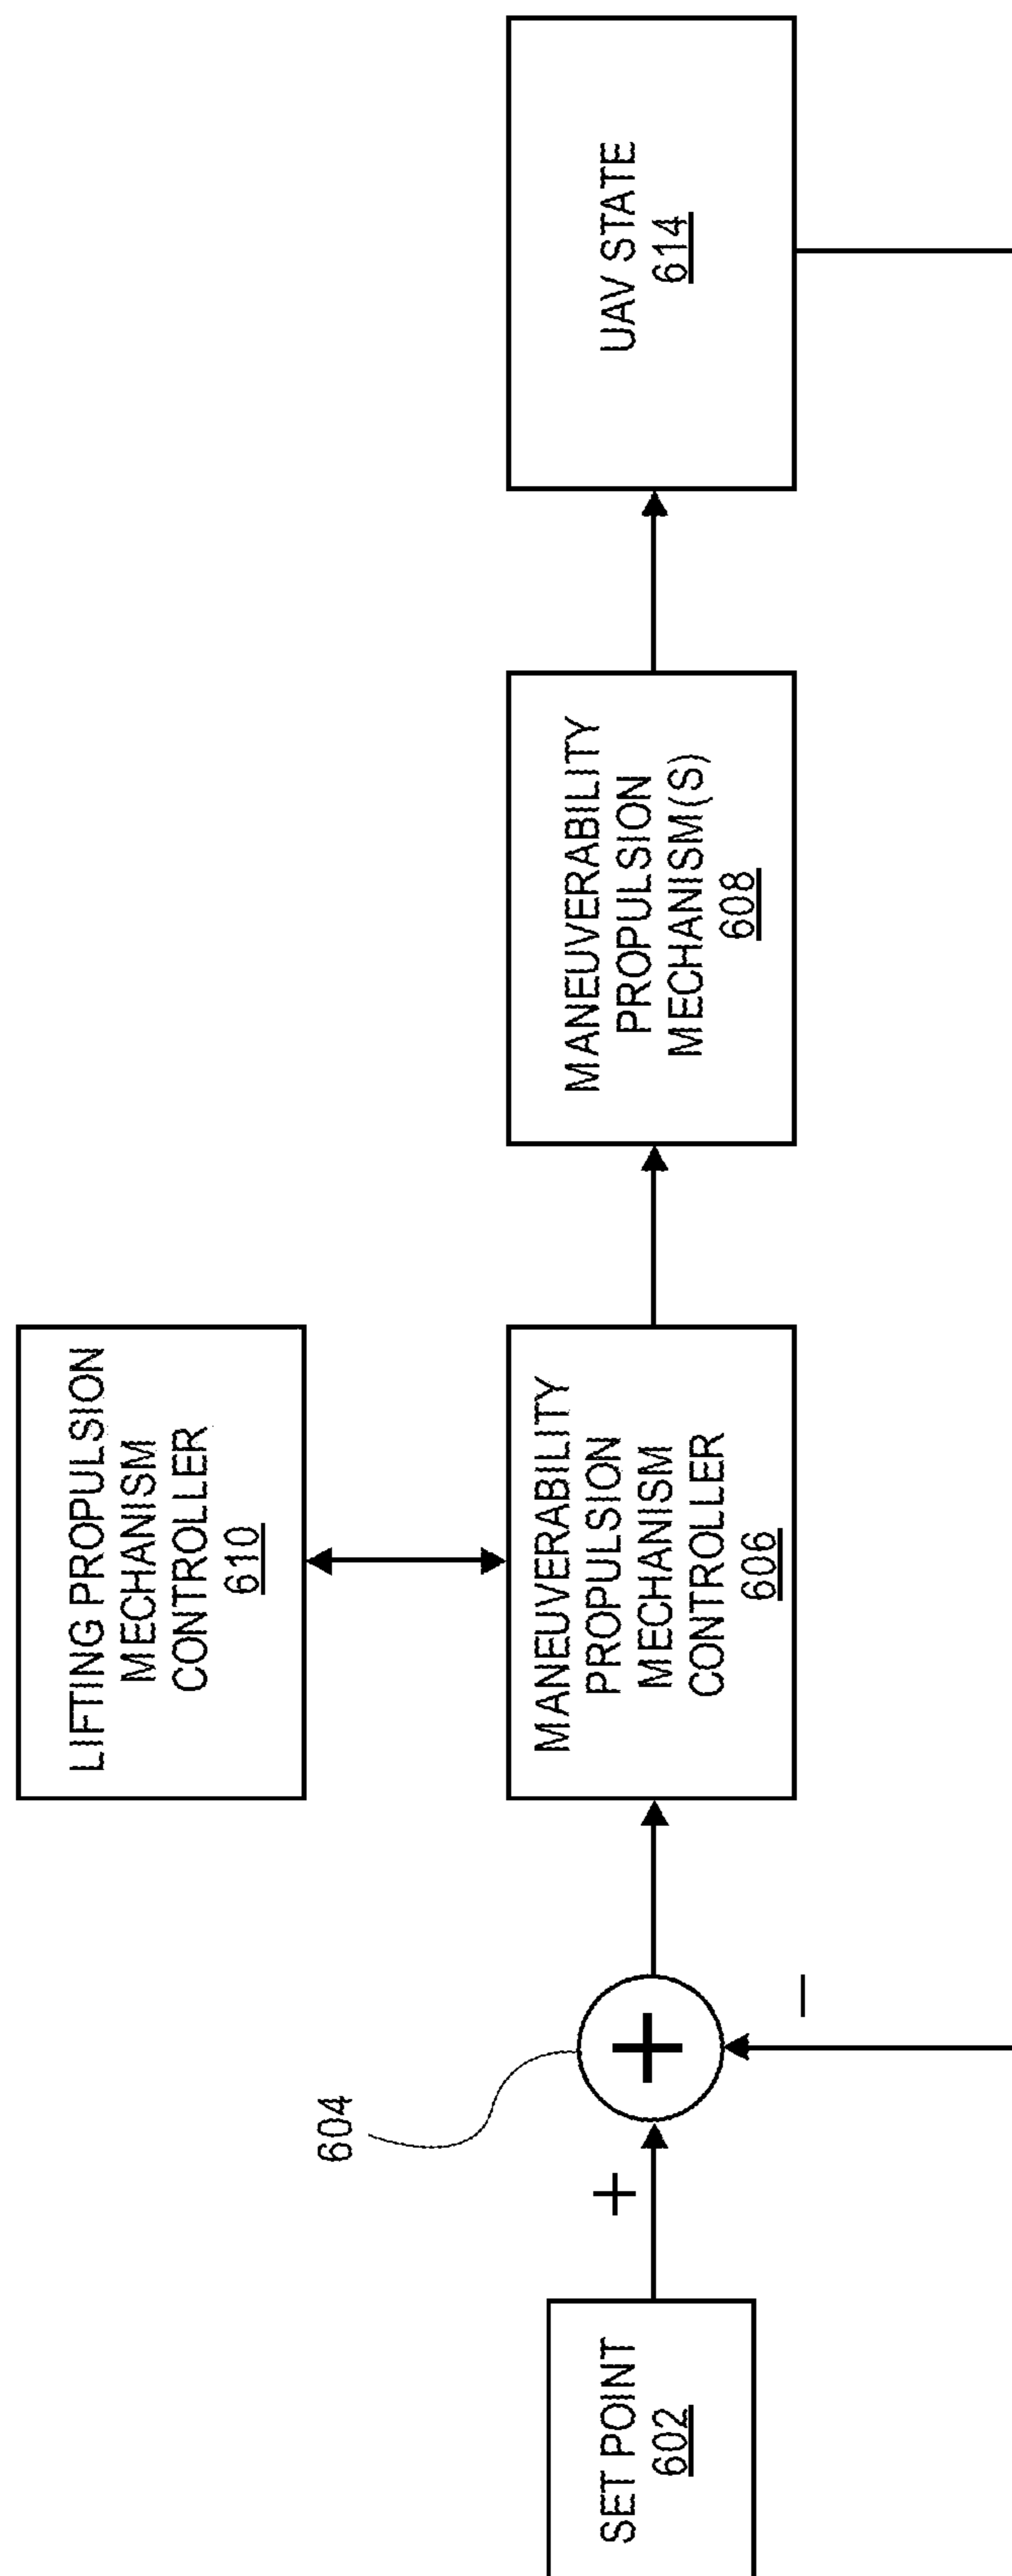 LIFTING PROPULSION
MECHANISM
CONTROLLER
610
604
+
SET POINT
602
+
–
MANEUVERABILITY
PROPULSION
MECHANISM
CONTROLLER
606
MANEUVERABILITY
PROPULSION
MECHANISM(S)
608
UAV STATE
614